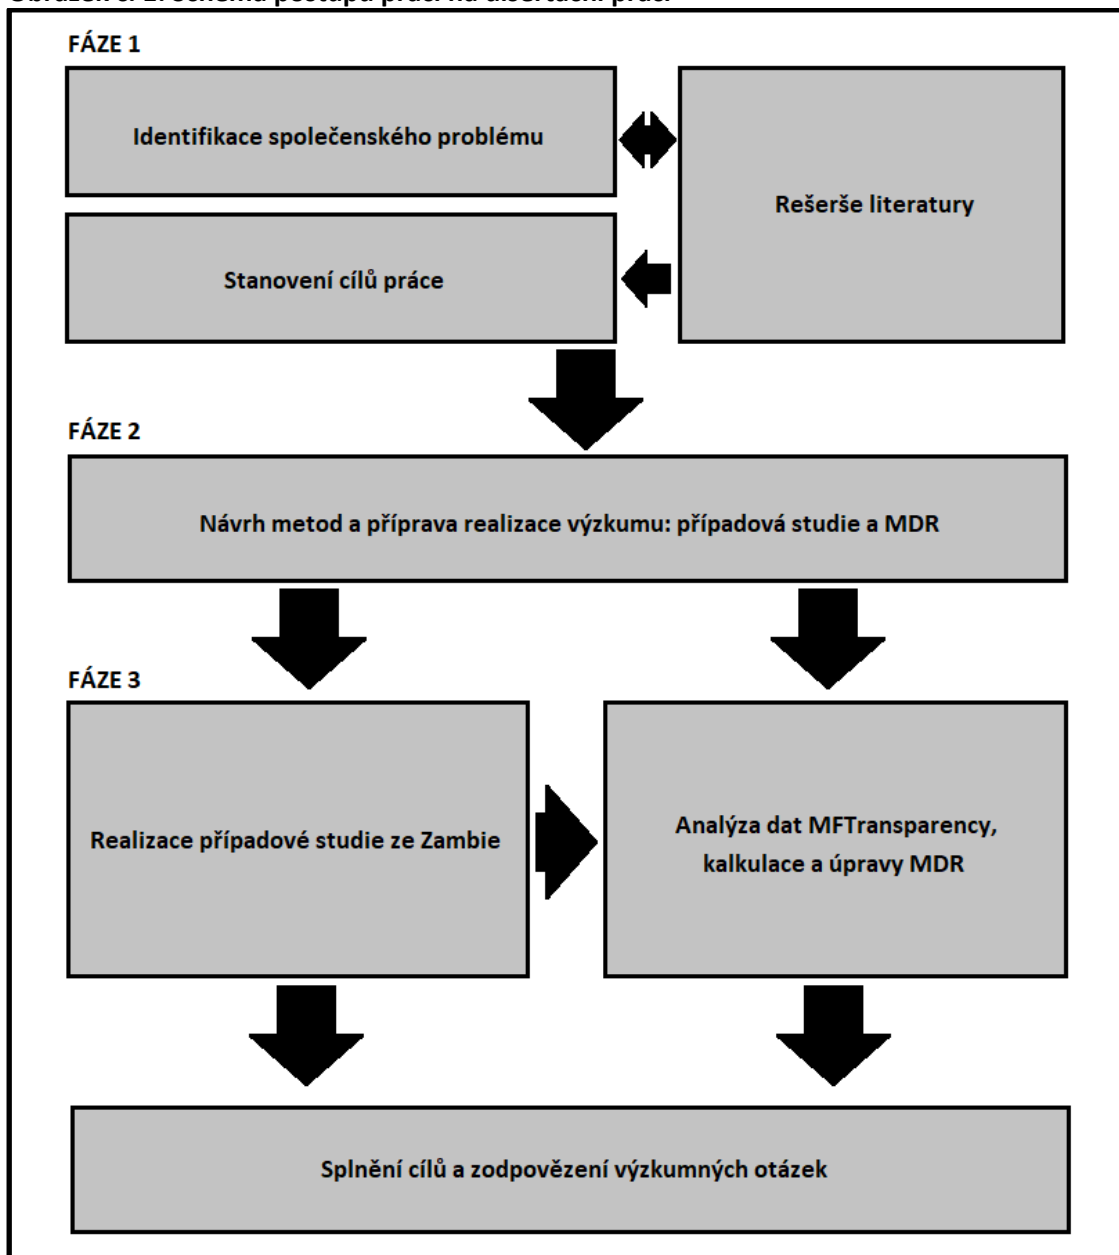 FÁZE 1
Identifikace společenského problému
Rešerše literatury
Stanovení cílů práce
FÁZE 2
Návrh metod a příprava realizace výzkumu: případová studie a MDR
FÁZE 3
Realizace případové studie ze Zambie
Analýza dat MFTransparency,
kalkulace a úpravy MDR
Splnění cílů a zodpovězení výzkumných otázek